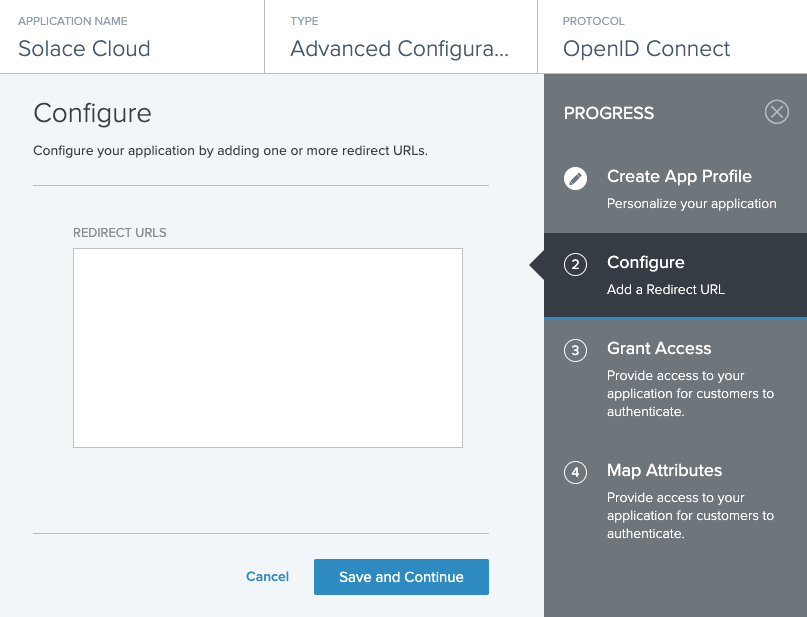 APPLICATION NAME
Solace Cloud
TYPE
Advanced Configura...
PROTOCOL
OpenID Connect
Configure
Configure your application by adding one or more redirect URLs.
REDIRECT URLS
Cancel
Save and Continue
PROGRESS
Create App Profile
Personalize your application
2
Configure
Add a Redirect URL
3
Grant Access
Provide access to your
application for customers to
authenticate.
4
Map Attributes
Provide access to your
application for customers to
authenticate.